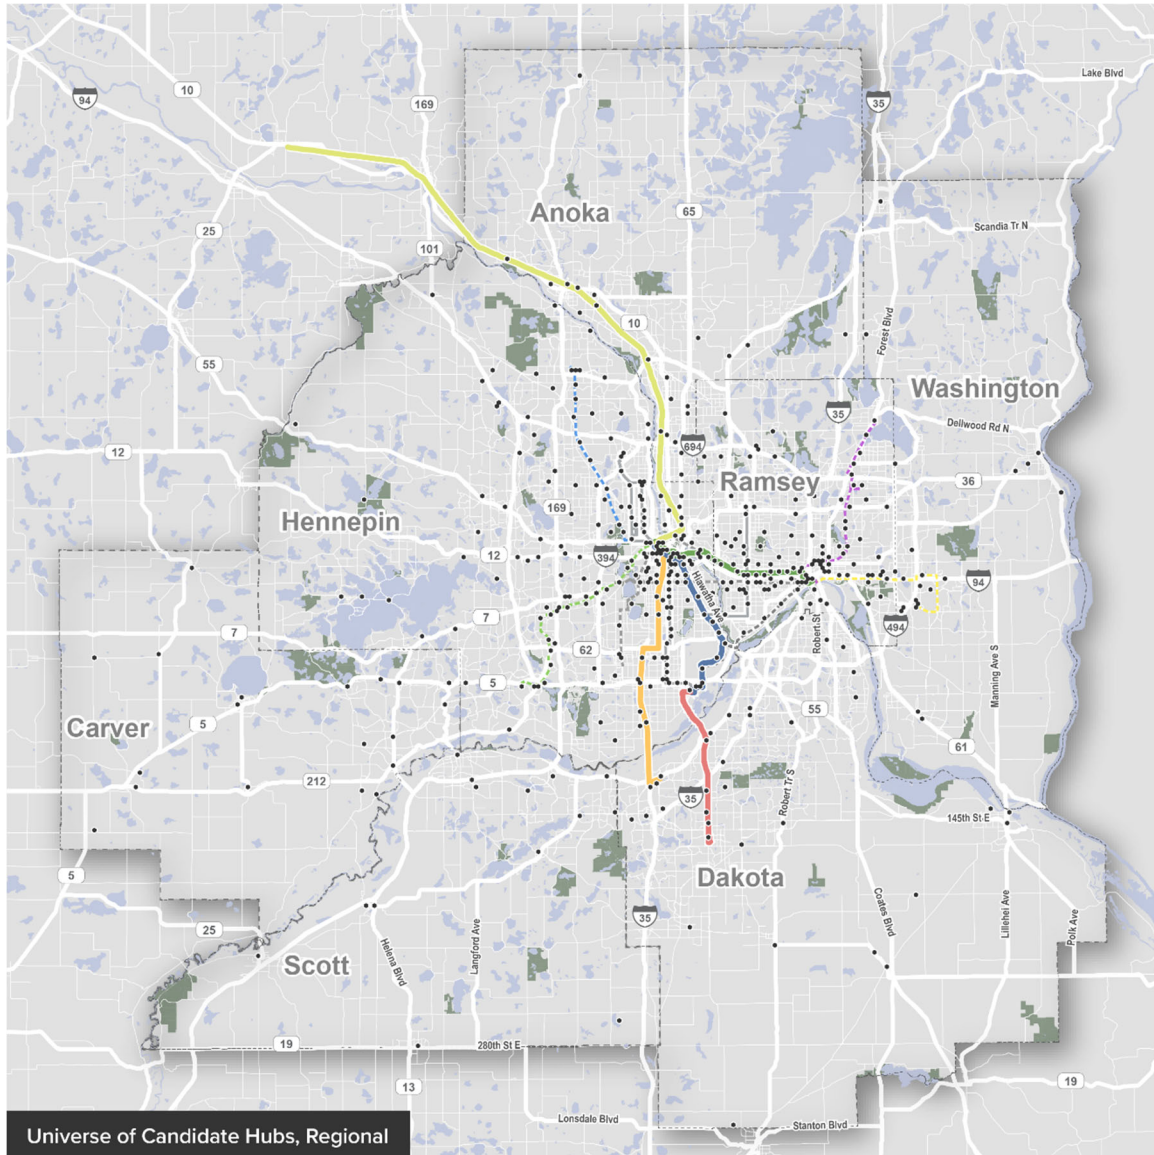 Lake Blvd
10
94
169
35
Anoka
65
25
Scandia Tr N
101
10
Forest Blvd
55
Washington
35
Dellwood Rd N
12
694
Ramsey
36
169
Hennepin
12
394
94
Hiawatha Ave
7
7
494
Robert St
62
Manning Ave S
5
55
Carver
5
61
212
35
Robert Tr S
145th St E
5
Dakota
35
Coates Blvd
Lillehei Ave
Polk Ave
25
Langford Ave
Helena Blvd
Scott
19
280th St E
13
19
Lonsdale Blvd
Stanton Blvd
Universe of Candidate Hubs, Regional